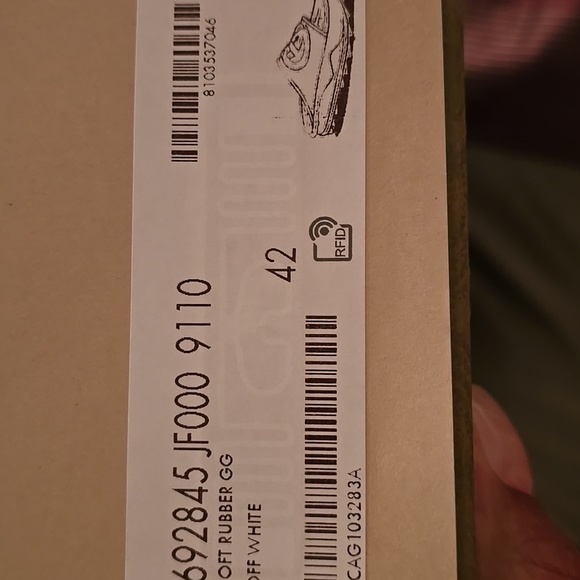 8103537046
692845 JF000 9110
OFT RUBBER GG
OFF WHITE
42
RFID
CAG103283A